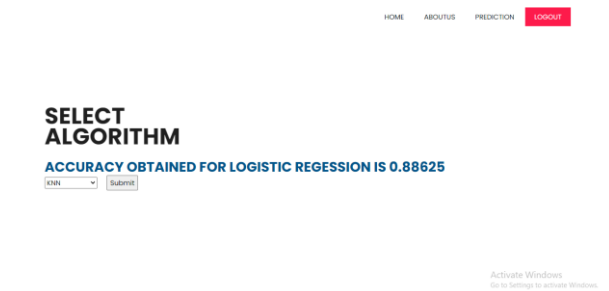 HOME ABOUTUS PREDICTION LOGOUT
SELECT
ALGORITHM
ACCURACY OBTAINED FOR LOGISTIC REGESSION IS 0.88625
KNN Submit
Activate Windows
Go to Settings to activate Windows.